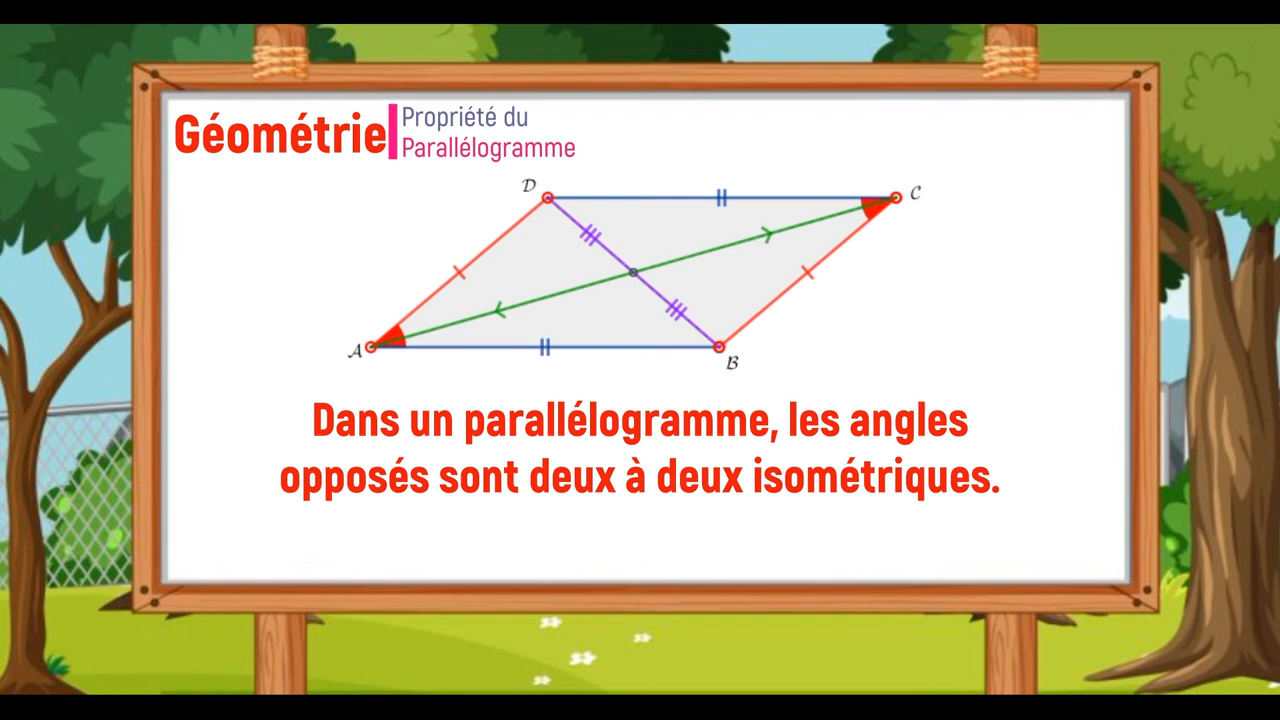 Géométrie
Propriété du
Parallélogramme
D
C
A
B
Dans un parallélogramme, les angles
opposés sont deux à deux isométriques.